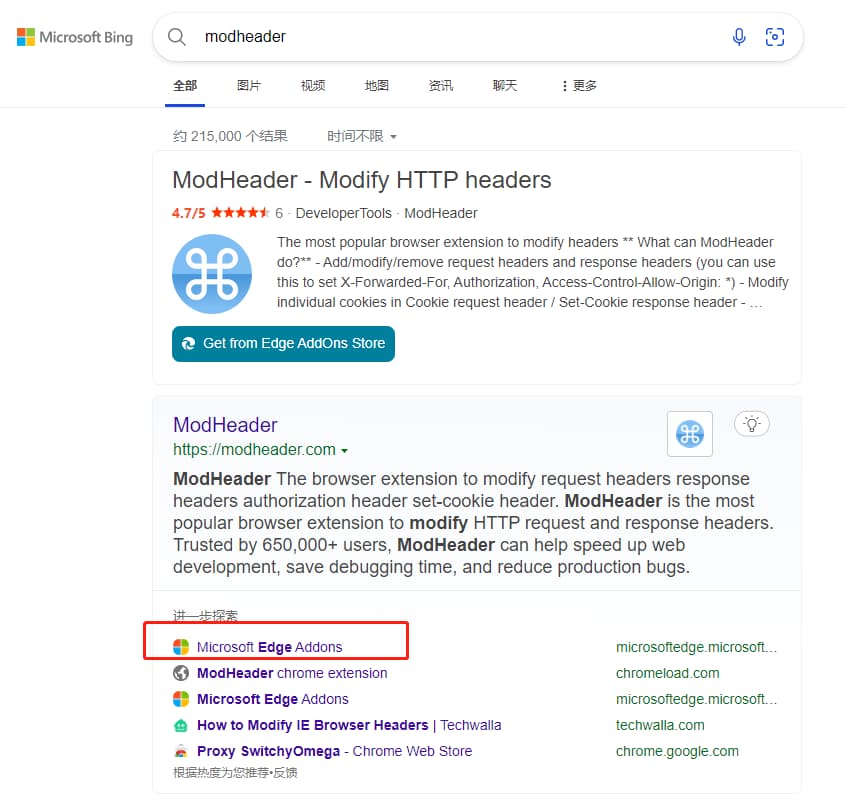 Microsoft Bing
modheader
全部 图片 视频 地图 资讯 聊天 更多
约 215,000 个结果 时间不限
ModHeader - Modify HTTP headers
4.7/5 6 · DeveloperTools · ModHeader
The most popular browser extension to modify headers ** What can ModHeader
do?** - Add/modify/remove request headers and response headers (you can use
this to set X-Forwarded-For, Authorization, Access-Control-Allow-Origin: *) - Modify
individual cookies in Cookie request header / Set-Cookie response header - …
Get from Edge AddOns Store
ModHeader
https://modheader.com
ModHeader The browser extension to modify request headers response
headers authorization header set-cookie header. ModHeader is the most
popular browser extension to modify HTTP request and response headers.
Trusted by 650,000+ users, ModHeader can help speed up web
development, save debugging time, and reduce production bugs.
进一步探索
Microsoft Edge Addons microsoftedge.microsoft…
ModHeader chrome extension chromeload.com
Microsoft Edge Addons microsoftedge.microsoft…
How to Modify IE Browser Headers | Techwalla techwalla.com
Proxy SwitchyOmega - Chrome Web Store chrome.google.com
根据热度为您推荐•反馈